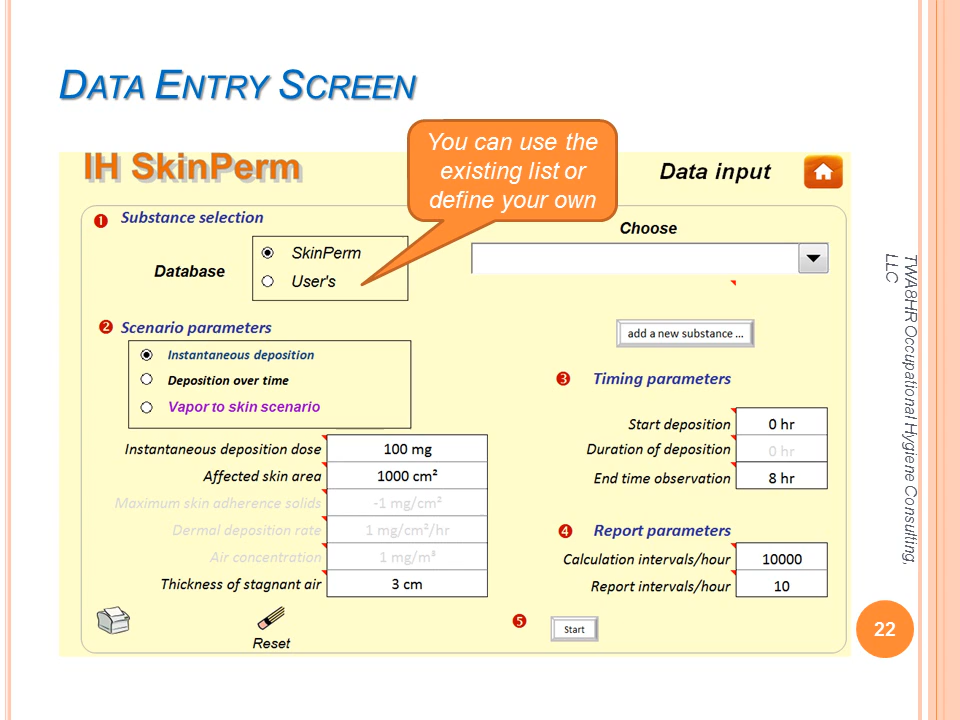 DATA ENTRY SCREEN
You can use the
existing list or
define your own
IH SkinPerm
Data input
❶ Substance selection
Database
SkinPerm
User's
Choose
❷ Scenario parameters
Instantaneous deposition
Deposition over time
Vapor to skin scenario
add a new substance ...
❸ Timing parameters
Start deposition 0 hr
Duration of deposition 0 hr
End time observation 8 hr
Instantaneous deposition dose 100 mg
Affected skin area 1000 cm²
Maximum skin adherence solids -1 mg/cm²
Dermal deposition rate 1 mg/cm²/hr
Air concentration 1 mg/m³
Thickness of stagnant air 3 cm
❹ Report parameters
Calculation intervals/hour 10000
Report intervals/hour 10
Reset
❺ Start
TWA8HR Occupational Hygiene Consulting,
LLC
22